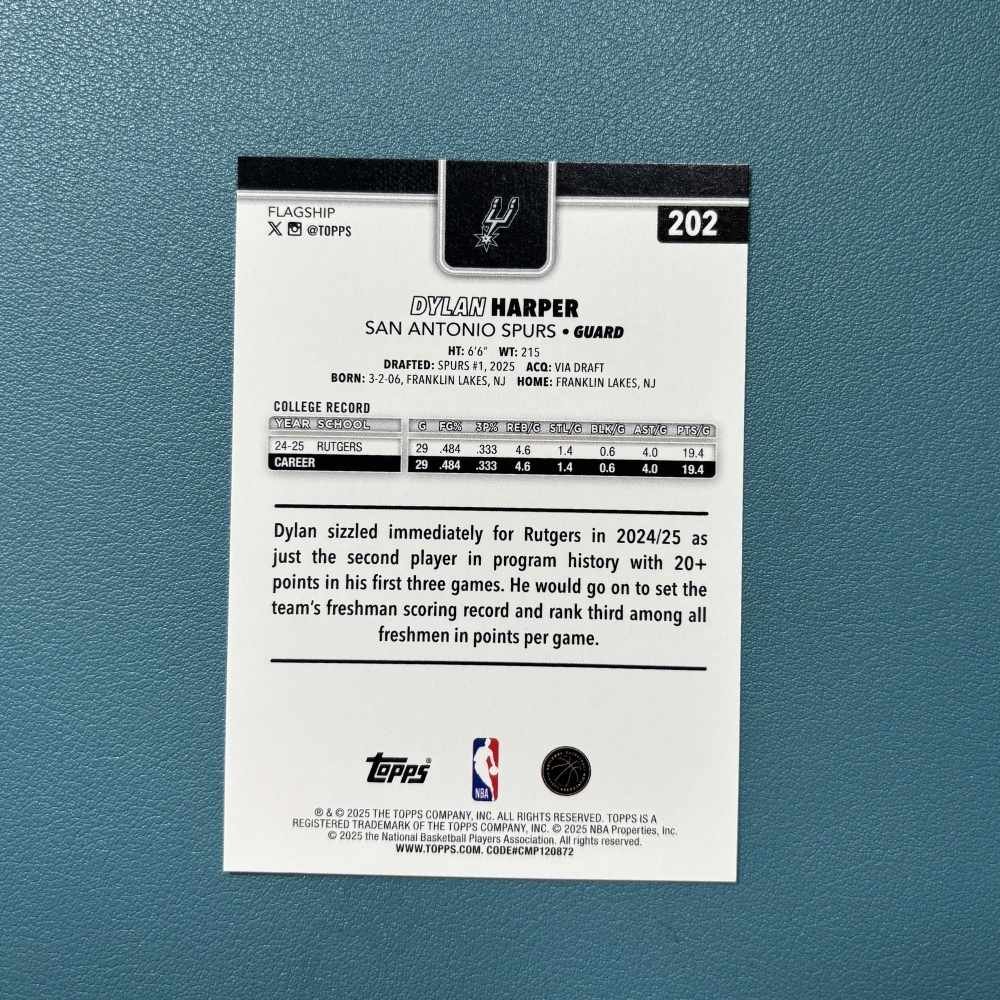 FLAGSHIP
@TOPPS
202
DYLAN HARPER
SAN ANTONIO SPURS • GUARD
HT: 6'6" WT: 215
DRAFTED: SPURS #1, 2025 ACQ: VIA DRAFT
BORN: 3-2-06, FRANKLIN LAKES, NJ HOME: FRANKLIN LAKES, NJ
COLLEGE RECORD
YEAR SCHOOL G FG% 3P% REB/G STL/G BLK/G AST/G PTS/G
24-25 RUTGERS 29 .484 .333 4.6 1.4 0.6 4.0 19.4
CAREER 29 .484 .333 4.6 1.4 0.6 4.0 19.4
Dylan sizzled immediately for Rutgers in 2024/25 as
just the second player in program history with 20+
points in his first three games. He would go on to set the
team's freshman scoring record and rank third among all
freshmen in points per game.
topps®
NBA
® & © 2025 THE TOPPS COMPANY, INC. ALL RIGHTS RESERVED. TOPPS IS A
REGISTERED TRADEMARK OF THE TOPPS COMPANY, INC. © 2025 NBA Properties, Inc.
© 2025 the National Basketball Players Association. All rights reserved.
WWW.TOPPS.COM. CODE#CMP120872